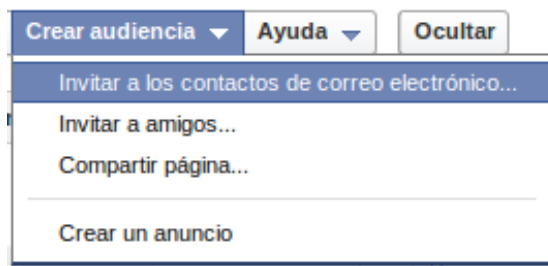 Crear audiencia Ayuda Ocultar
Invitar a los contactos de correo electrónico...
Invitar a amigos...
Compartir página...
Crear un anuncio